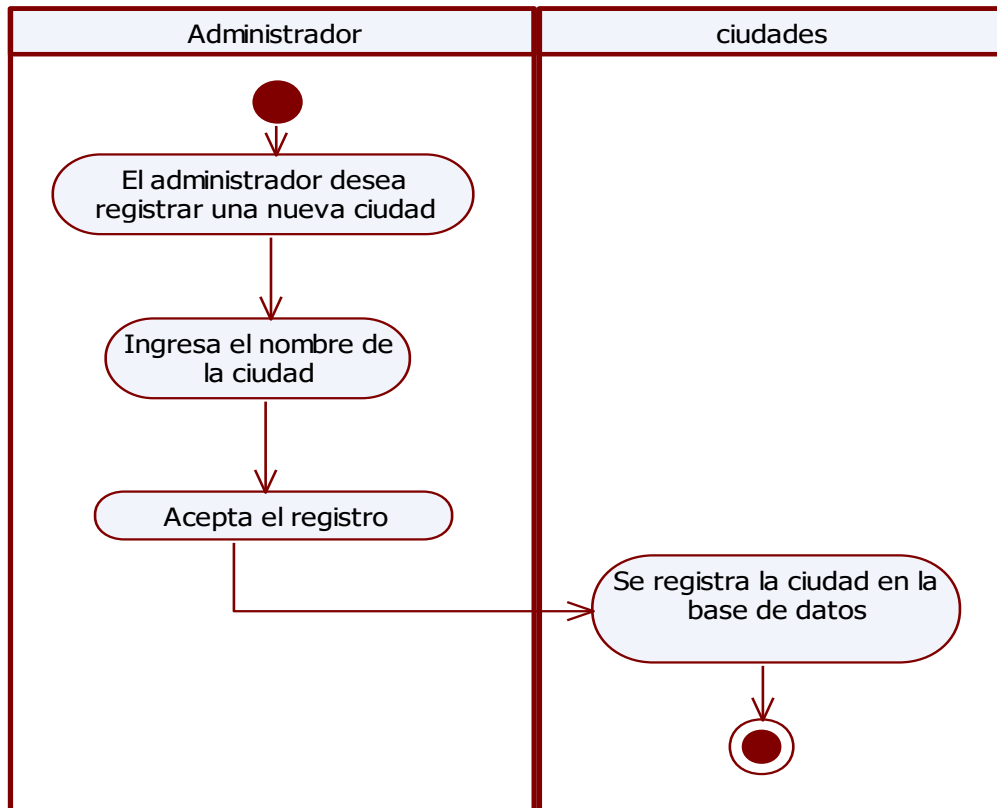 Administrador
ciudades
El administrador desea
registrar una nueva ciudad
Ingresa el nombre de
la ciudad
Acepta el registro
Se registra la ciudad en la
base de datos